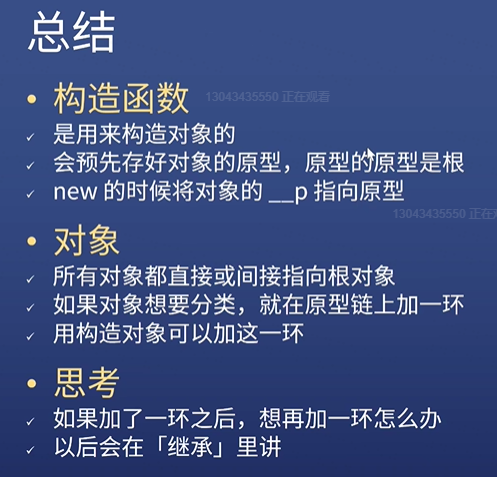 总结
• 构造函数
13043435550 正在观看
✓ 是用来构造对象的
✓ 会预先存好对象的原型，原型的原型是根
✓ new 的时候将对象的 __p 指向原型
13043435550 正在观
• 对象
✓ 所有对象都直接或间接指向根对象
✓ 如果对象想要分类，就在原型链上加一环
✓ 用构造对象可以加这一环
• 思考
✓ 如果加了一环之后，想再加一环怎么办
✓ 以后会在「继承」里讲